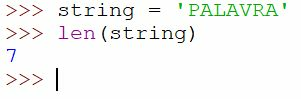 >>> string = 'PALAVRA'
>>> len(string)
7
>>>